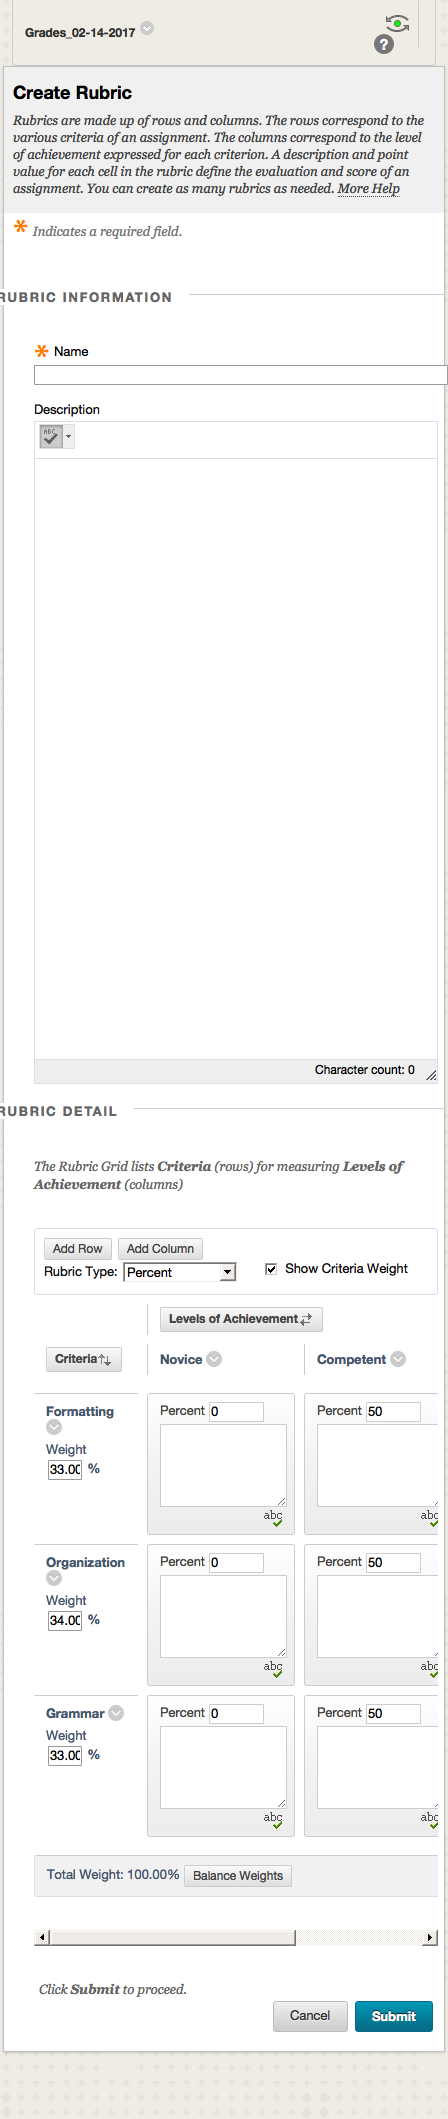 Grades_02-14-2017
?
Create Rubric
Rubrics are made up of rows and columns. The rows correspond to the
various criteria of an assignment. The columns correspond to the level
of achievement expressed for each criterion. A description and point
value for each cell in the rubric define the evaluation and score of an
assignment. You can create as many rubrics as needed. More Help
* Indicates a required field.
RUBRIC INFORMATION
* Name
Description
ABC
Character count: 0
RUBRIC DETAIL
The Rubric Grid lists Criteria (rows) for measuring Levels of
Achievement (columns)
Add Row Add Column
Rubric Type: Percent Show Criteria Weight
Levels of Achievement
Criteria Novice Competent
Formatting Percent 0 Percent 50
Weight
33.00 %
abc abc
Organization Percent 0 Percent 50
Weight
34.00 %
abc abc
Grammar Percent 0 Percent 50
Weight
33.00 %
abc abc
Total Weight: 100.00% Balance Weights
Click Submit to proceed.
Cancel Submit